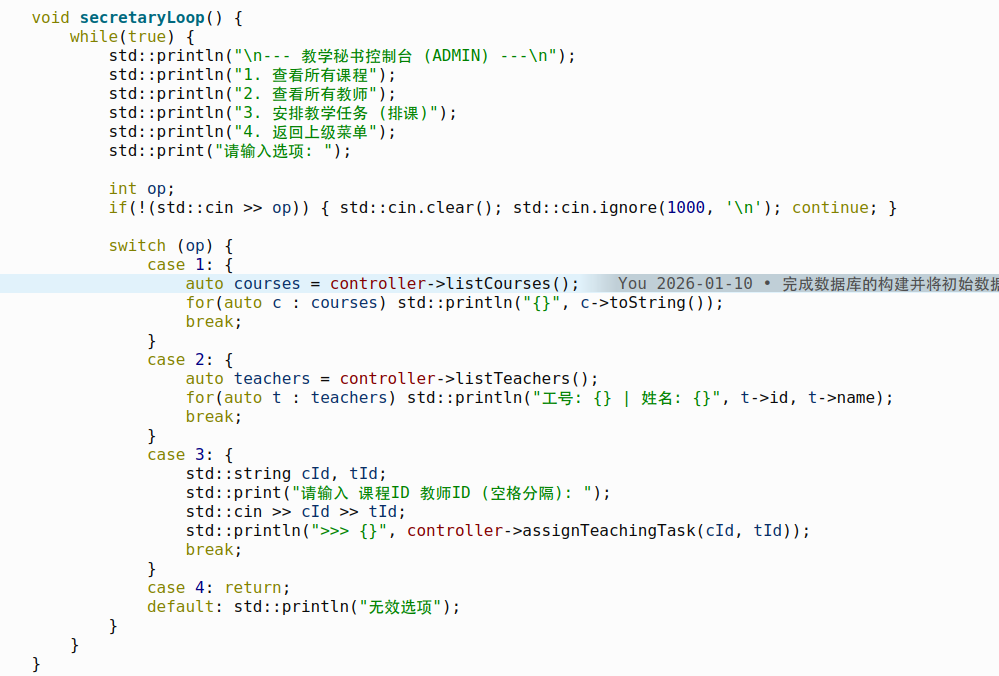 void secretaryLoop() {
while(true) {
std::println("\n--- 教学秘书控制台 (ADMIN) ---\n");
std::println("1. 查看所有课程");
std::println("2. 查看所有教师");
std::println("3. 安排教学任务 (排课)");
std::println("4. 返回上级菜单");
std::print("请输入选项: ");
int op;
if(!(std::cin >> op)) { std::cin.clear(); std::cin.ignore(1000, '\n'); continue; }
switch (op) {
case 1: {
auto courses = controller->listCourses(); You 2026-01-10 • 完成数据库的构建并将初始数据
for(auto c : courses) std::println("{}", c->toString());
break;
}
case 2: {
auto teachers = controller->listTeachers();
for(auto t : teachers) std::println("工号: {} | 姓名: {}", t->id, t->name);
break;
}
case 3: {
std::string cId, tId;
std::print("请输入 课程ID 教师ID (空格分隔): ");
std::cin >> cId >> tId;
std::println(">>> {}", controller->assignTeachingTask(cId, tId));
break;
}
case 4: return;
default: std::println("无效选项");
}
}
}